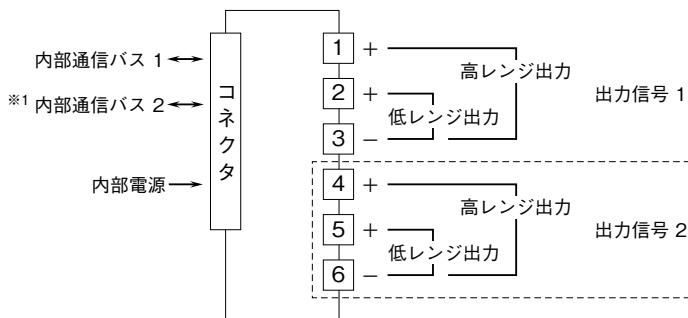 内部通信バス 1
※1 内部通信バス 2
内部電源
コネクタ
1 +
高レンジ出力
2 +
低レンジ出力
3 −
出力信号 1
4 +
高レンジ出力
5 +
低レンジ出力
6 −
出力信号 2